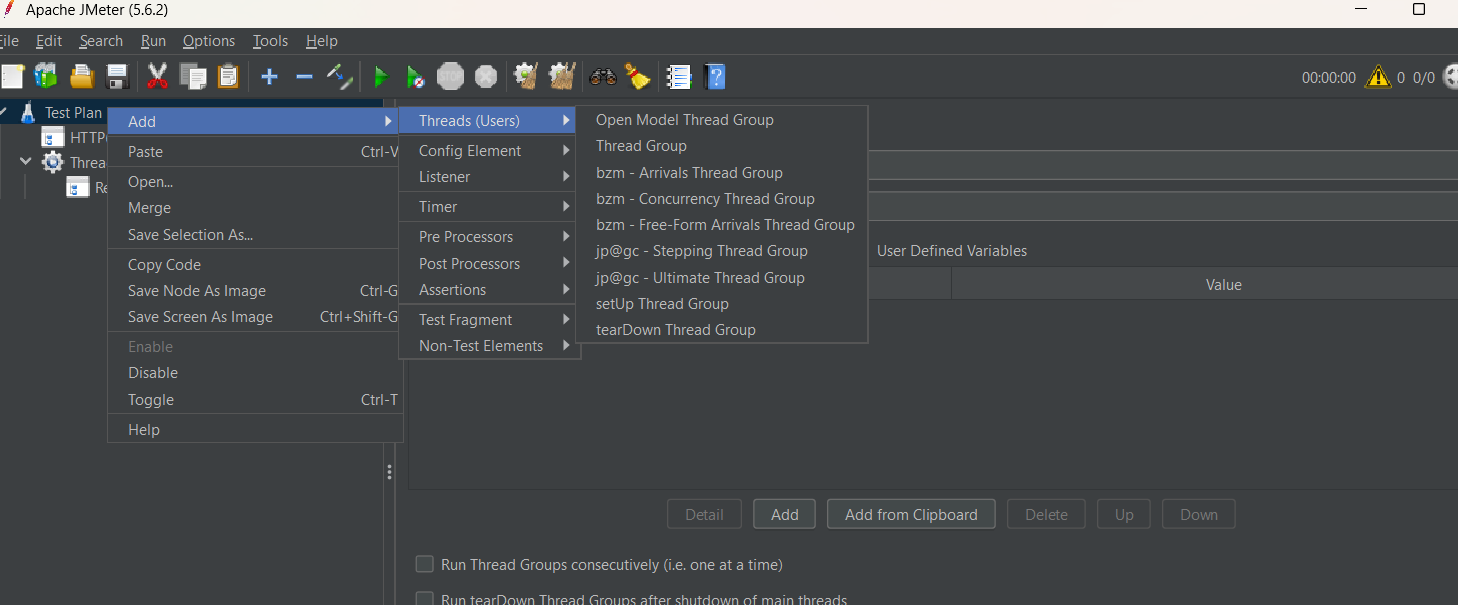 Apache JMeter (5.6.2)
File Edit Search Run Options Tools Help
STOP
00:00:00 0 0/0
Test Plan
HTTP
Threa
Re
Add
Paste Ctrl-V
Open...
Merge
Save Selection As...
Copy Code
Save Node As Image Ctrl-G
Save Screen As Image Ctrl+Shift-G
Enable
Disable
Toggle Ctrl-T
Help
Threads (Users)
Config Element
Listener
Timer
Pre Processors
Post Processors
Assertions
Test Fragment
Non-Test Elements
Open Model Thread Group
Thread Group
bzm - Arrivals Thread Group
bzm - Concurrency Thread Group
bzm - Free-Form Arrivals Thread Group
jp@gc - Stepping Thread Group
jp@gc - Ultimate Thread Group
setUp Thread Group
tearDown Thread Group
User Defined Variables
Value
Detail Add Add from Clipboard Delete Up Down
Run Thread Groups consecutively (i.e. one at a time)
Run tearDown Thread Groups after shutdown of main threads